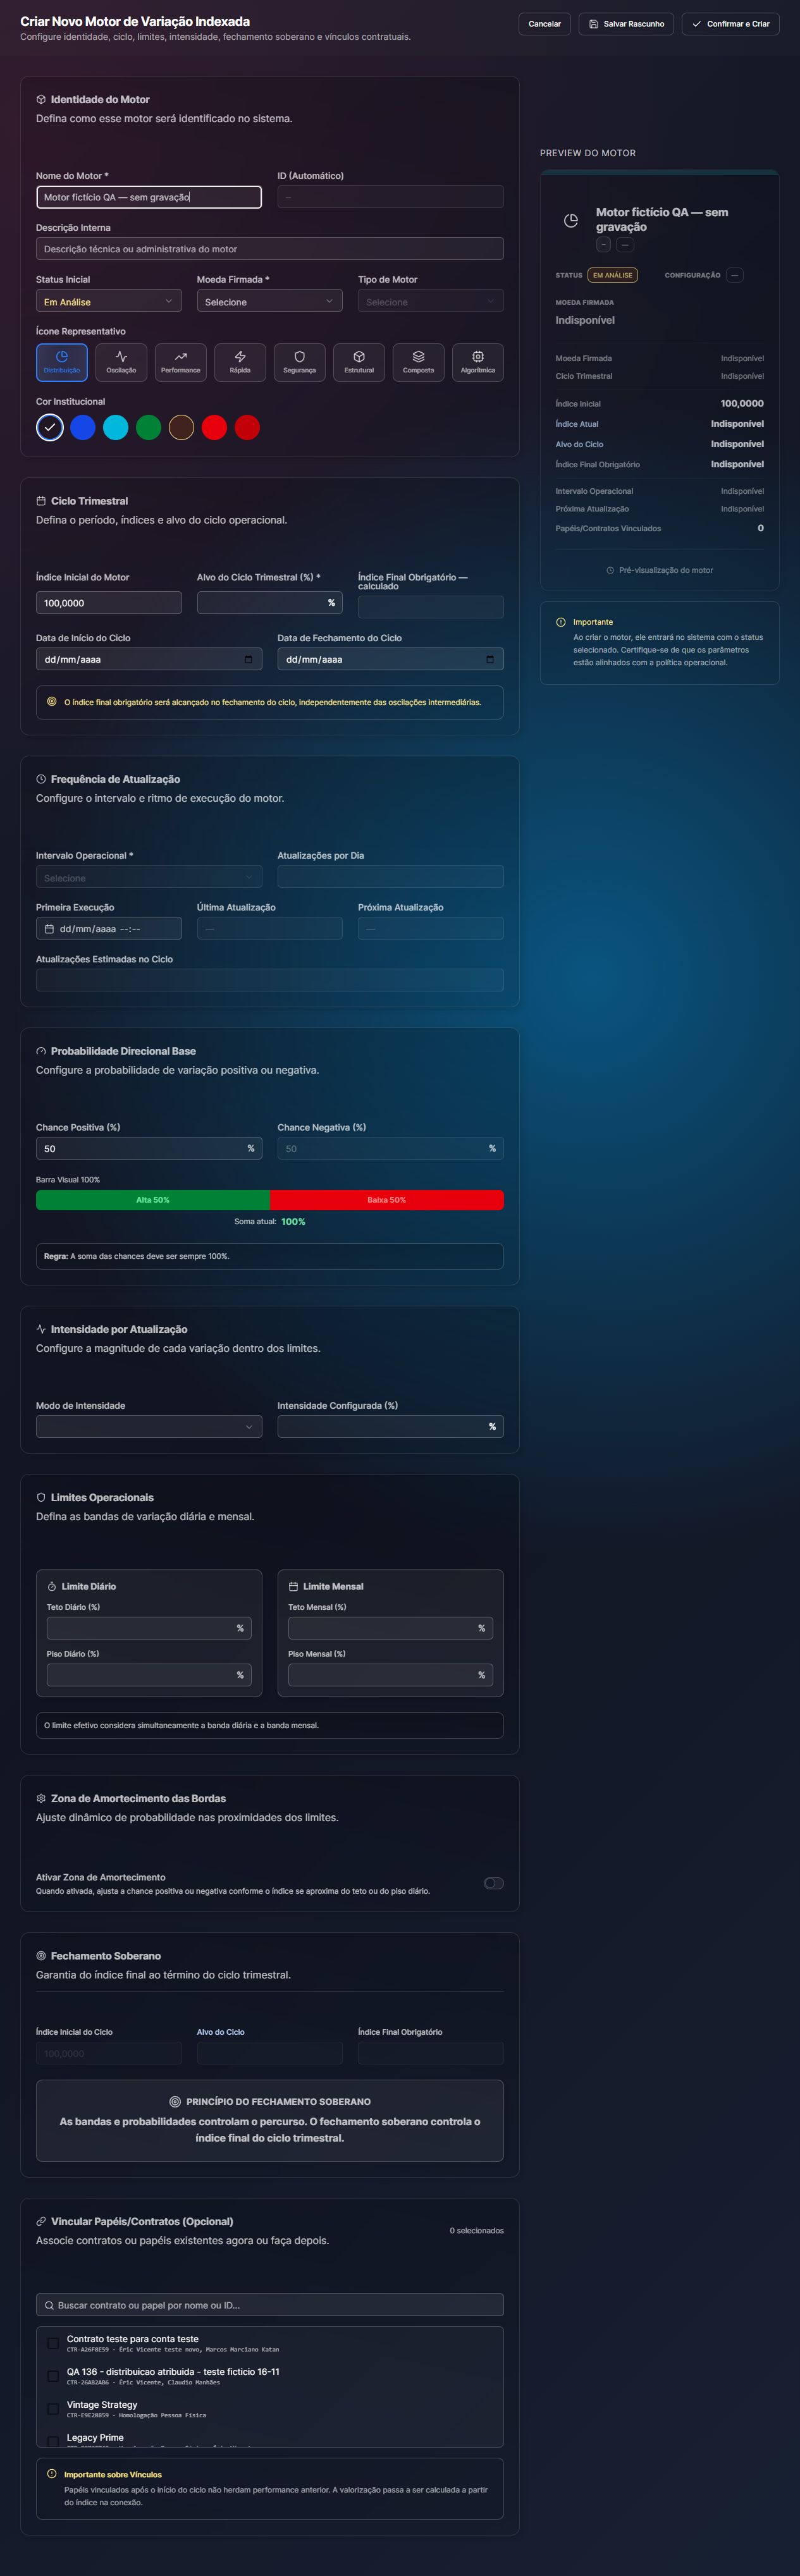 Criar Novo Motor de Variação Indexada
Configure identidade, ciclo, limites, intensidade, fechamento soberano e vínculos contratuais.
Cancelar
Salvar Rascunho
Confirmar e Criar
Identidade do Motor
Defina como esse motor será identificado no sistema.
Nome do Motor *
ID (Automático)
Motor fictício QA — sem gravação
—
Descrição Interna
Descrição técnica ou administrativa do motor
Status Inicial
Moeda Firmada *
Tipo de Motor
Em Análise
Selecione
Selecione
Ícone Representativo
Distribuição
Oscilação
Performance
Rápida
Segurança
Estrutural
Composta
Algorítmica
Cor Institucional
PREVIEW DO MOTOR
Motor fictício QA — sem
gravação
—
—
STATUS
EM ANÁLISE
CONFIGURAÇÃO
—
MOEDA FIRMADA
Indisponível
Moeda Firmada
Indisponível
Ciclo Trimestral
Indisponível
Índice Inicial
100,0000
Índice Atual
Indisponível
Alvo do Ciclo
Indisponível
Índice Final Obrigatório
Indisponível
Intervalo Operacional
Indisponível
Próxima Atualização
Indisponível
Papéis/Contratos Vinculados
0
Pré-visualização do motor
Importante
Ao criar o motor, ele entrará no sistema com o status
selecionado. Certifique-se de que os parâmetros
estão alinhados com a política operacional.
Ciclo Trimestral
Defina o período, índices e alvo do ciclo operacional.
Índice Inicial do Motor
Alvo do Ciclo Trimestral (%) *
Índice Final Obrigatório —
calculado
100,0000
%
Data de Início do Ciclo
Data de Fechamento do Ciclo
dd/mm/aaaa
dd/mm/aaaa
O índice final obrigatório será alcançado no fechamento do ciclo, independentemente das oscilações intermediárias.
Frequência de Atualização
Configure o intervalo e ritmo de execução do motor.
Intervalo Operacional *
Atualizações por Dia
Selecione
Primeira Execução
Última Atualização
Próxima Atualização
dd/mm/aaaa --:--
—
—
Atualizações Estimadas no Ciclo
Probabilidade Direcional Base
Configure a probabilidade de variação positiva ou negativa.
Chance Positiva (%)
Chance Negativa (%)
50
%
50
%
Barra Visual 100%
Alta 50%
Baixa 50%
Soma atual: 100%
Regra: A soma das chances deve ser sempre 100%.
Intensidade por Atualização
Configure a magnitude de cada variação dentro dos limites.
Modo de Intensidade
Intensidade Configurada (%)
%
Limites Operacionais
Defina as bandas de variação diária e mensal.
Limite Diário
Limite Mensal
Teto Diário (%)
Teto Mensal (%)
%
%
Piso Diário (%)
Piso Mensal (%)
%
%
O limite efetivo considera simultaneamente a banda diária e a banda mensal.
Zona de Amortecimento das Bordas
Ajuste dinâmico de probabilidade nas proximidades dos limites.
Ativar Zona de Amortecimento
Quando ativada, ajusta a chance positiva ou negativa conforme o índice se aproxima do teto ou do piso diário.
Fechamento Soberano
Garantia do índice final ao término do ciclo trimestral.
Índice Inicial do Ciclo
Alvo do Ciclo
Índice Final Obrigatório
100,0000
PRINCÍPIO DO FECHAMENTO SOBERANO
As bandas e probabilidades controlam o percurso. O fechamento soberano controla o
índice final do ciclo trimestral.
Vincular Papéis/Contratos (Opcional)
0 selecionados
Associe contratos ou papéis existentes agora ou faça depois.
Buscar contrato ou papel por nome ou ID...
Contrato teste para conta teste
CTR-A26F8E59 · Éric Vicente teste novo, Marcos Marciano Katan
QA 136 - distribuicao atribuida - teste ficticio 16-11
CTR-26AB2AB6 · Éric Vicente, Claudio Manhães
Vintage Strategy
CTR-E9E28B59 · Homologação Pessoa Física
Legacy Prime
Importante sobre Vínculos
Papéis vinculados após o início do ciclo não herdam performance anterior. A valorização passa a ser calculada a partir
do índice na conexão.